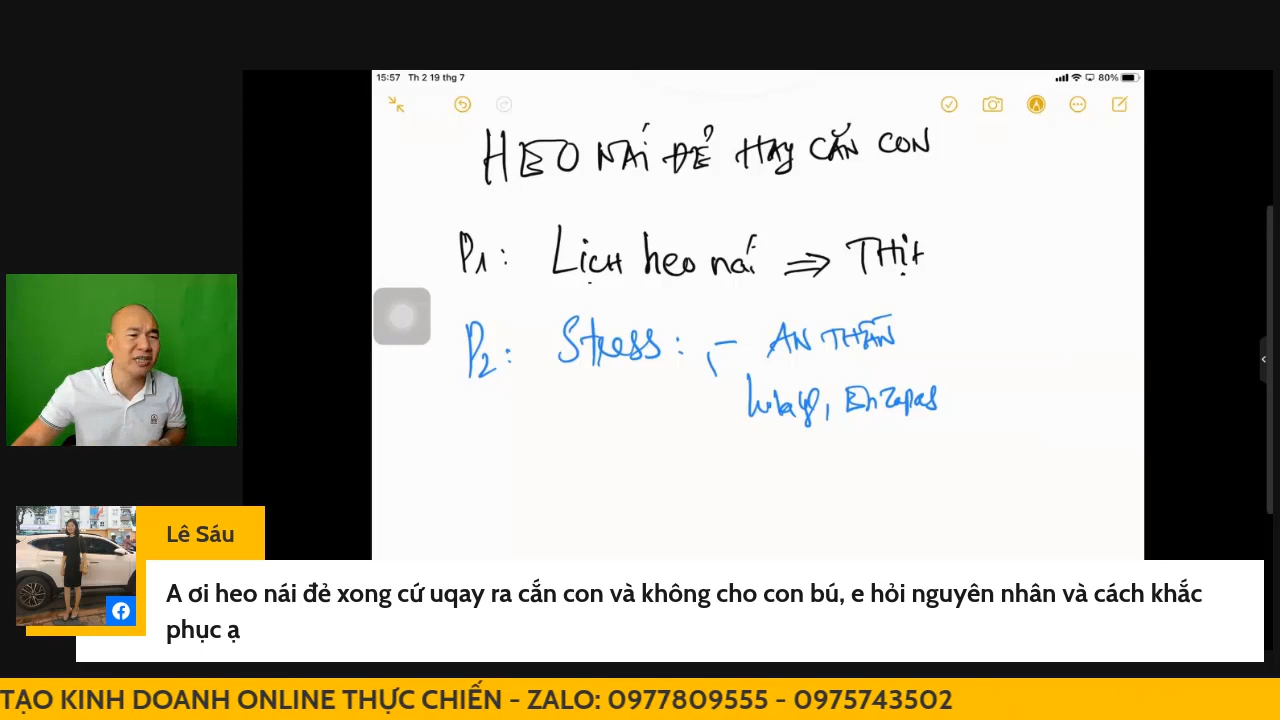 15:57 Th 2 19 thg 7
80%
HEO NÁI ĐẺ HAY CẮN CON
P1: Lịch heo nái ⇒ THỊT
P2: Stress: - AN THẦN
Lê Sáu
A ơi heo nái đẻ xong cứ uqay ra cắn con và không cho con bú, e hỏi nguyên nhân và cách khắc
phục ạ
TẠO KINH DOANH ONLINE THỰC CHIẾN - ZALO: 0977809555 - 0975743502